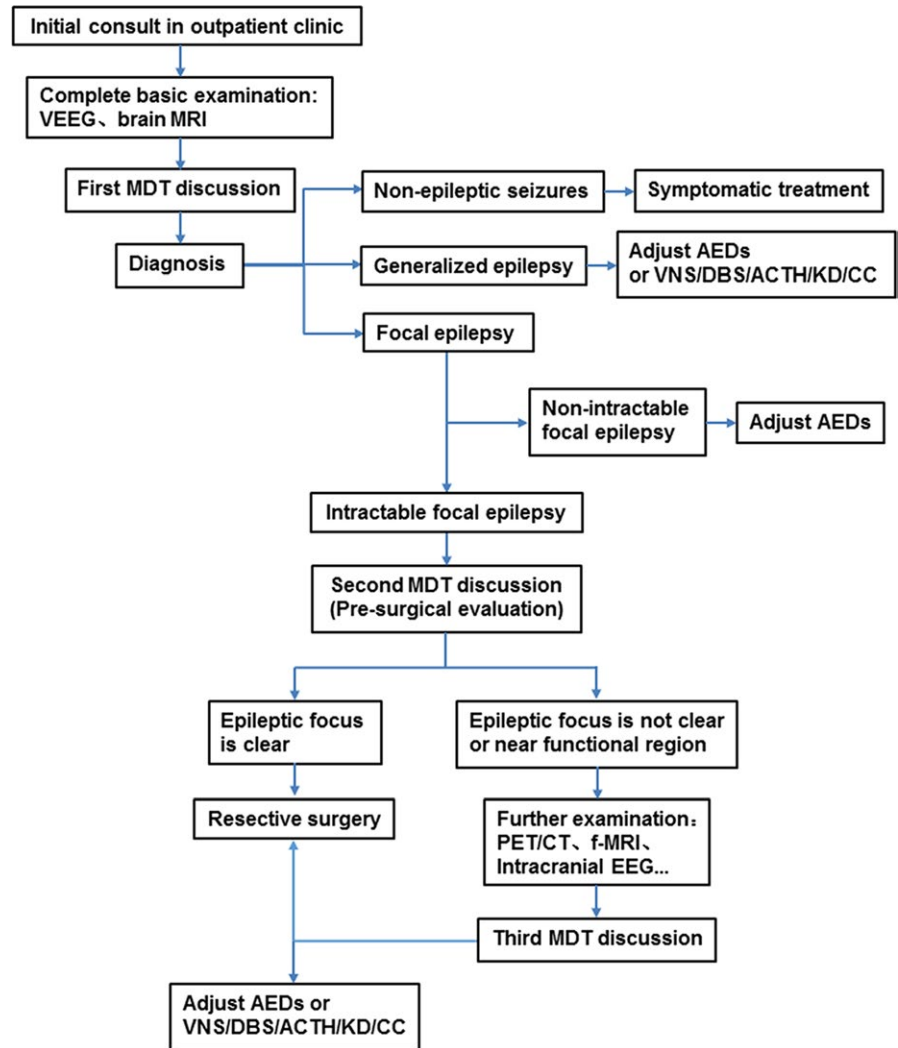 Initial consult in outpatient clinic
Complete basic examination:
VEEG、brain MRI
First MDT discussion
Diagnosis
Non-epileptic seizures
Symptomatic treatment
Generalized epilepsy
Adjust AEDs
or VNS/DBS/ACTH/KD/CC
Focal epilepsy
Non-intractable
focal epilepsy
Adjust AEDs
Intractable focal epilepsy
Second MDT discussion
(Pre-surgical evaluation)
Epileptic focus
is clear
Epileptic focus is not clear
or near functional region
Resective surgery
Further examination：
PET/CT、f-MRI、
Intracranial EEG...
Third MDT discussion
Adjust AEDs or
VNS/DBS/ACTH/KD/CC